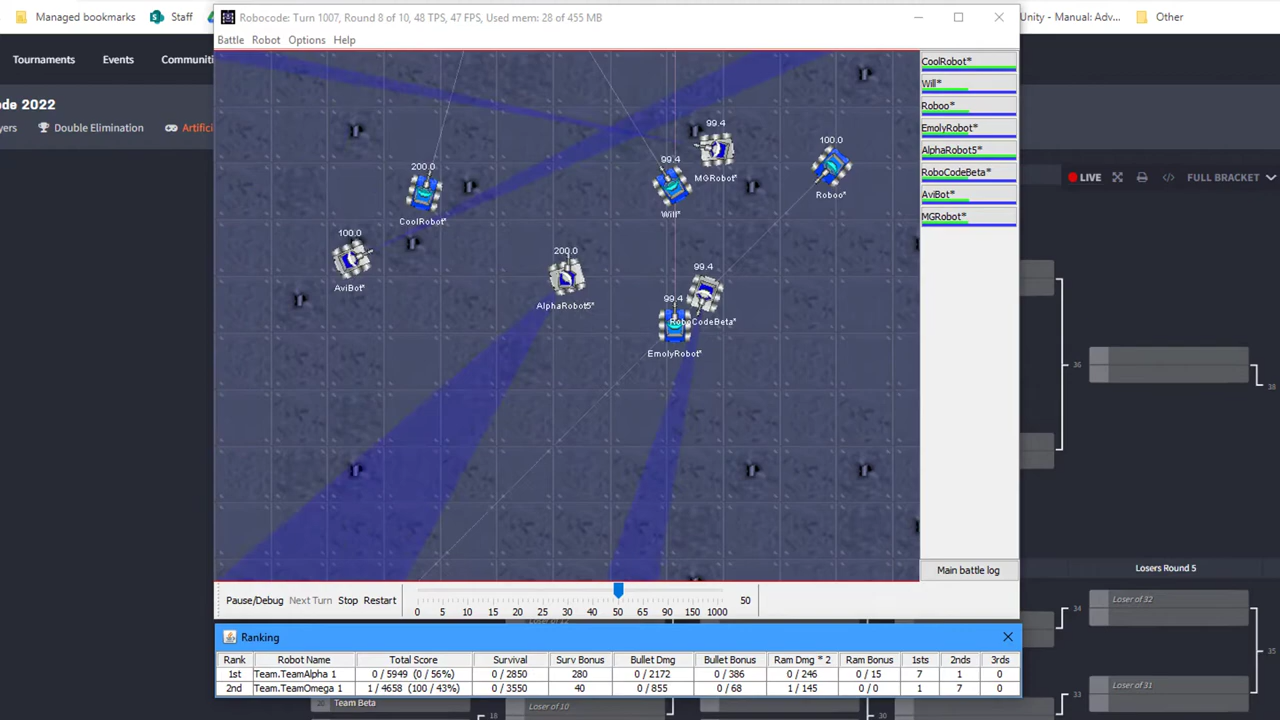 Managed bookmarks
Staff
Robocode: Turn 1007, Round 8 of 10, 48 TPS, 47 FPS, Used mem: 28 of 455 MB
Unity - Manual: Adv...
Other
Battle Robot Options Help
Tournaments Events
de 2022
yers Double Elimination Artific
LIVE FULL BRACKET
200.0
CoolRobot*
100.0
AviBot*
200.0
AlphaRobot5*
99.4
Will*
99.4
MGRobot*
100.0
Roboo*
99.4
RoboCodeBeta*
99.4
EmolyRobot*
CoolRobot*
Will*
Roboo*
EmolyRobot*
AlphaRobot5*
RoboCodeBeta*
AviBot*
MGRobot*
Main battle log
36
38
Losers Round 5
34
Loser of 32
35
33
Loser of 31
Pause/Debug Next Turn Stop Restart
0 5 10 15 20 25 30 40 50 65 90 150 1000
50
Ranking
Rank Robot Name Total Score Survival Surv Bonus Bullet Dmg Bullet Bonus Ram Dmg * 2 Ram Bonus 1sts 2nds 3rds
1st Team.TeamAlpha 1 0 / 5949 (0 / 56%) 0 / 2850 280 0 / 2172 0 / 386 0 / 246 0 / 15 7 1 0
2nd Team.TeamOmega 1 1 / 4658 (100 / 43%) 0 / 3550 40 0 / 855 0 / 68 1 / 145 0 / 0 1 7 0
Team Beta
18
Loser of 10
30